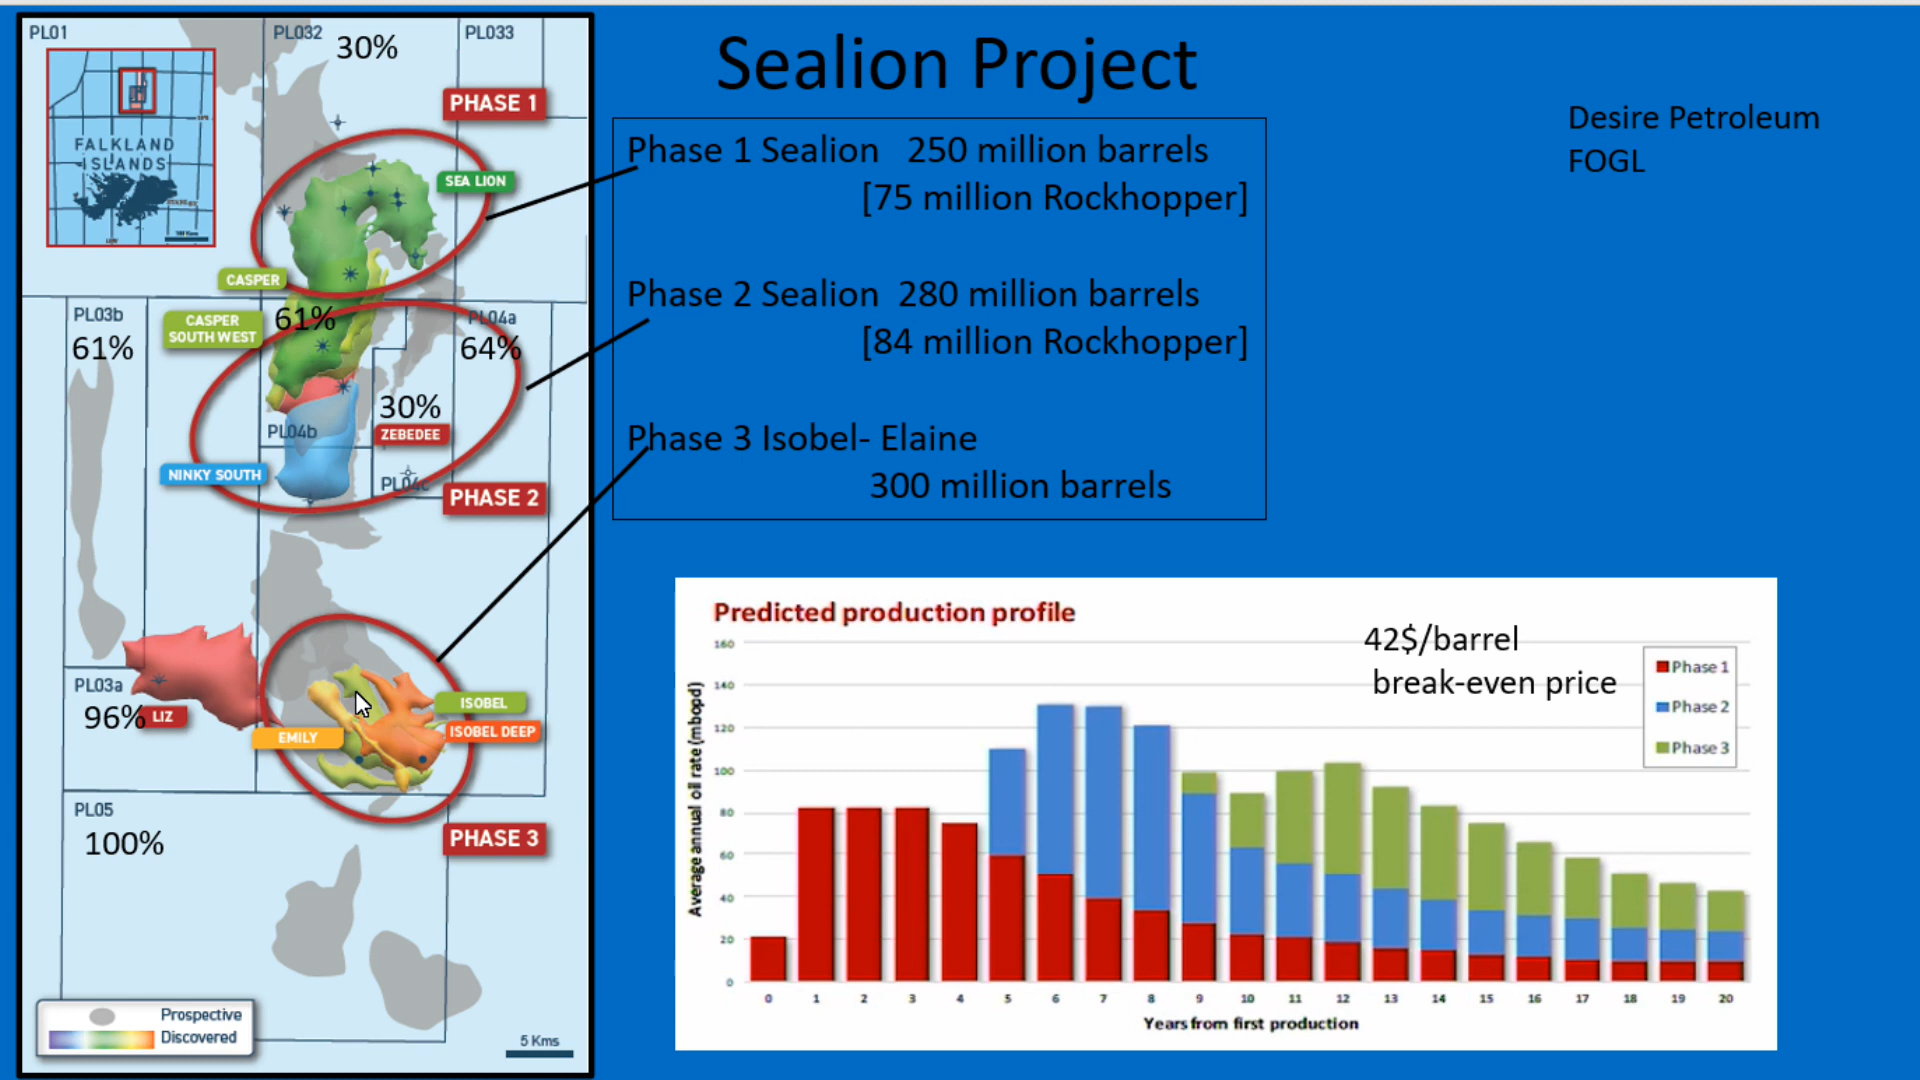 PL01
PL032
30%
PL033
FALKLAND
ISLANDS
PHASE 1
SEA LION
CASPER
PL03b
61%
CASPER
SOUTH WEST
61%
PL04a
64%
30%
PL04b
ZEBEDEE
NINKY SOUTH
PL04c
PHASE 2
PL03a
96%
LIZ
ISOBEL
EMILY
ISOBEL DEEP
PL05
100%
PHASE 3
Prospective
Discovered
5 Kms
Sealion Project
Phase 1 Sealion 250 million barrels
[75 million Rockhopper]
Phase 2 Sealion 280 million barrels
[84 million Rockhopper]
Phase 3 Isobel- Elaine
300 million barrels
Desire Petroleum
FOGL
Predicted production profile
42$/barrel
break-even price
Phase 1
Phase 2
Phase 3
Average annual oil rate (mbopd)
160
140
120
100
80
60
40
20
0
0 1 2 3 4 5 6 7 8 9 10 11 12 13 14 15 16 17 18 19 20
Years from first production